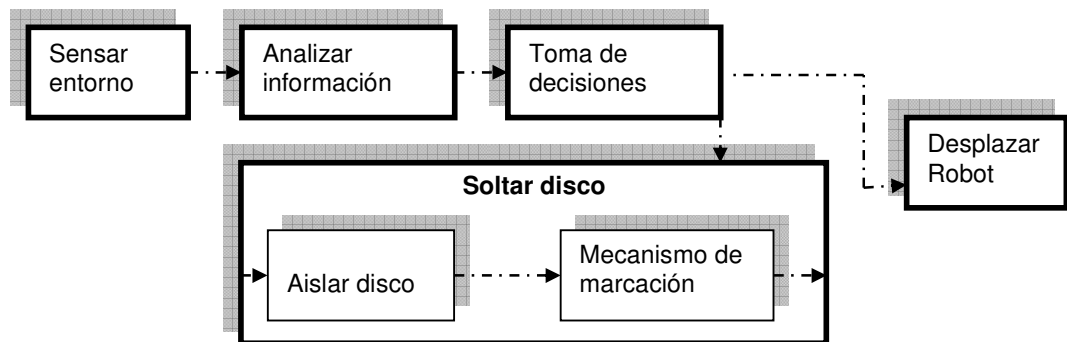 Sensar
entorno
Analizar
información
Toma de
decisiones
Desplazar
Robot
Soltar disco
Aislar disco
Mecanismo de
marcación